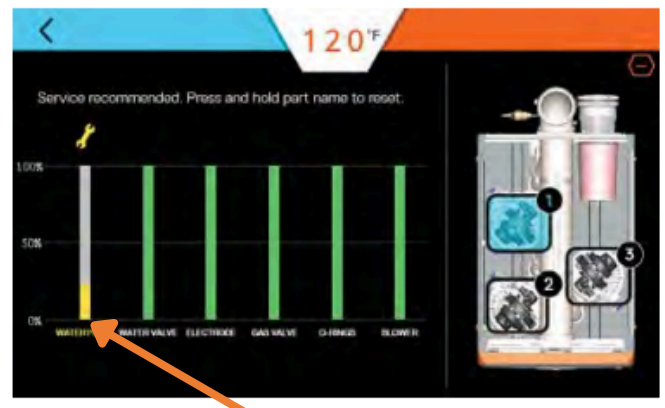 120°F
Service recommended. Press and hold part name to reset.
100%
50%
0%
WATER VALVE ELECTRODE GAS VALVE O-RINGS BLOWER
1
2
3